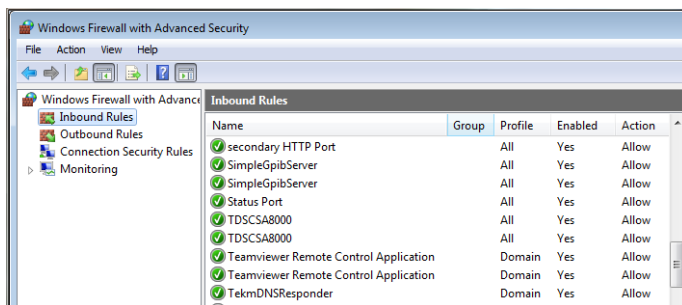 Windows Firewall with Advanced Security
File Action View Help
Windows Firewall with Advance
Inbound Rules
Outbound Rules
Connection Security Rules
Monitoring
Inbound Rules
Name Group Profile Enabled Action
secondary HTTP Port All Yes Allow
SimpleGpibServer All Yes Allow
SimpleGpibServer All Yes Allow
Status Port All Yes Allow
TDSCSA8000 All Yes Allow
TDSCSA8000 All Yes Allow
Teamviewer Remote Control Application Domain Yes Allow
Teamviewer Remote Control Application Domain Yes Allow
TekmDNSResponder Domain Yes Allow